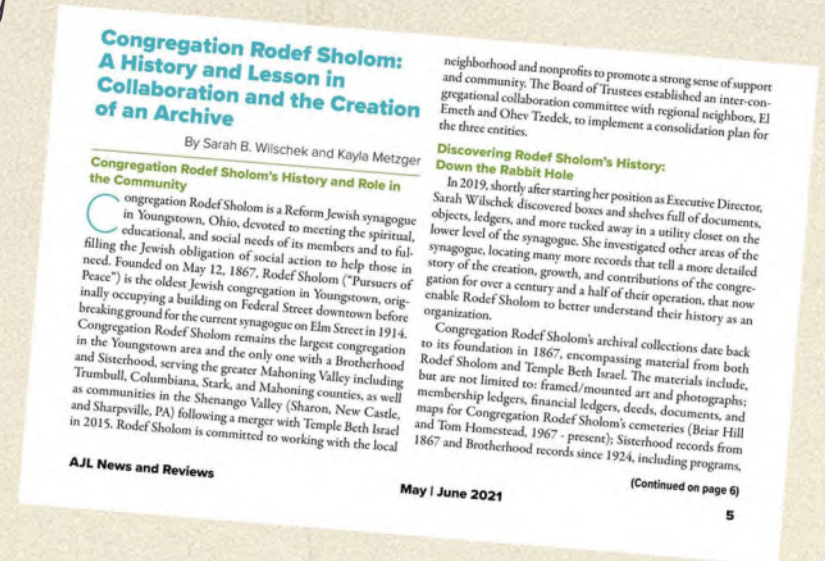 Congregation Rodef Sholom:
A History and Lesson in
Collaboration and the Creation
of an Archive
By Sarah B. Wilschek and Kayla Metzger
Congregation Rodef Sholom's History and Role in
the Community
Congregation Rodef Sholom is a Reform Jewish synagogue
in Youngstown, Ohio, devoted to meeting the spiritual,
educational, and social needs of its members and to ful-
filling the Jewish obligation of social action to help those in
need. Founded on May 12, 1867, Rodef Sholom ("Pursuers of
Peace") is the oldest Jewish congregation in Youngstown, orig-
inally occupying a building on Federal Street downtown before
breaking ground for the current synagogue on Elm Street in 1914.
Congregation Rodef Sholom remains the largest congregation
in the Youngstown area and the only one with a Brotherhood
and Sisterhood, serving the greater Mahoning Valley including
Trumbull, Columbiana, Stark, and Mahoning counties, as well
as communities in the Shenango Valley (Sharon, New Castle,
and Sharpsville, PA) following a merger with Temple Beth Israel
in 2015. Rodef Sholom is committed to working with the local
neighborhood and nonprofits to promote a strong sense of support
and community. The Board of Trustees established an inter-con-
gregational collaboration committee with regional neighbors, El
Emeth and Ohev Tzedek, to implement a consolidation plan for
the three entities.
Discovering Rodef Sholom's History:
Down the Rabbit Hole
In 2019, shortly after starting her position as Executive Director,
Sarah Wilschek discovered boxes and shelves full of documents,
objects, ledgers, and more tucked away in a utility closet on the
lower level of the synagogue. She investigated other areas of the
synagogue, locating many more records that tell a more detailed
story of the creation, growth, and contributions of the congre-
gation for over a century and a half of their operation, that now
enable Rodef Sholom to better understand their history as an
organization.
Congregation Rodef Sholom's archival collections date back
to its foundation in 1867, encompassing material from both
Rodef Sholom and Temple Beth Israel. The materials include,
but are not limited to: framed/mounted art and photographs;
membership ledgers, financial ledgers, deeds, documents, and
maps for Congregation Rodef Sholom's cemeteries (Briar Hill
and Tom Homestead, 1967 - present); Sisterhood records from
1867 and Brotherhood records since 1924, including programs,
(Continued on page 6)
AJL News and Reviews
May | June 2021
5